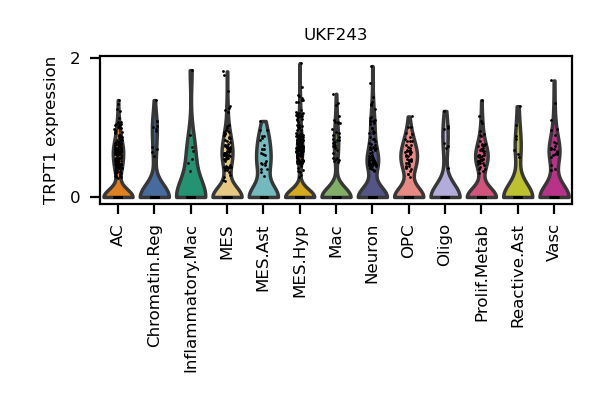 UKF243
TRPT1 expression
2
0
AC
Chromatin.Reg
Inflammatory.Mac
MES
MES.Ast
MES.Hyp
Mac
Neuron
OPC
Oligo
Prolif.Metab
Reactive.Ast
Vasc